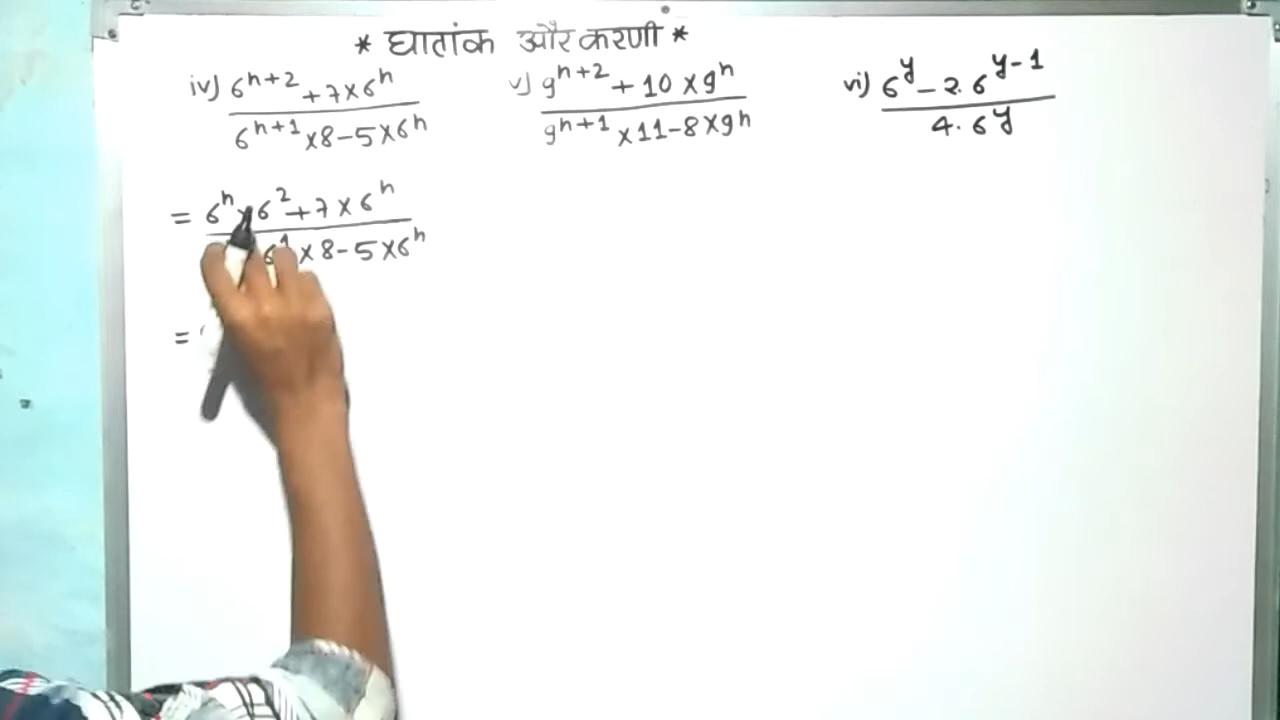 * घातांक और करणी *
iv) 6^{n+2} + 7 × 6^n / 6^{n+1} × 8 - 5 × 6^n
v) 9^{n+2} + 10 × 9^n / 9^{n+1} × 11 - 8 × 9^n
vi) 6^y - 2 . 6^{y-1} / 4 . 6^y
= 6^n × 6^2 + 7 × 6^n / 6^1 × 8 - 5 × 6^n
=